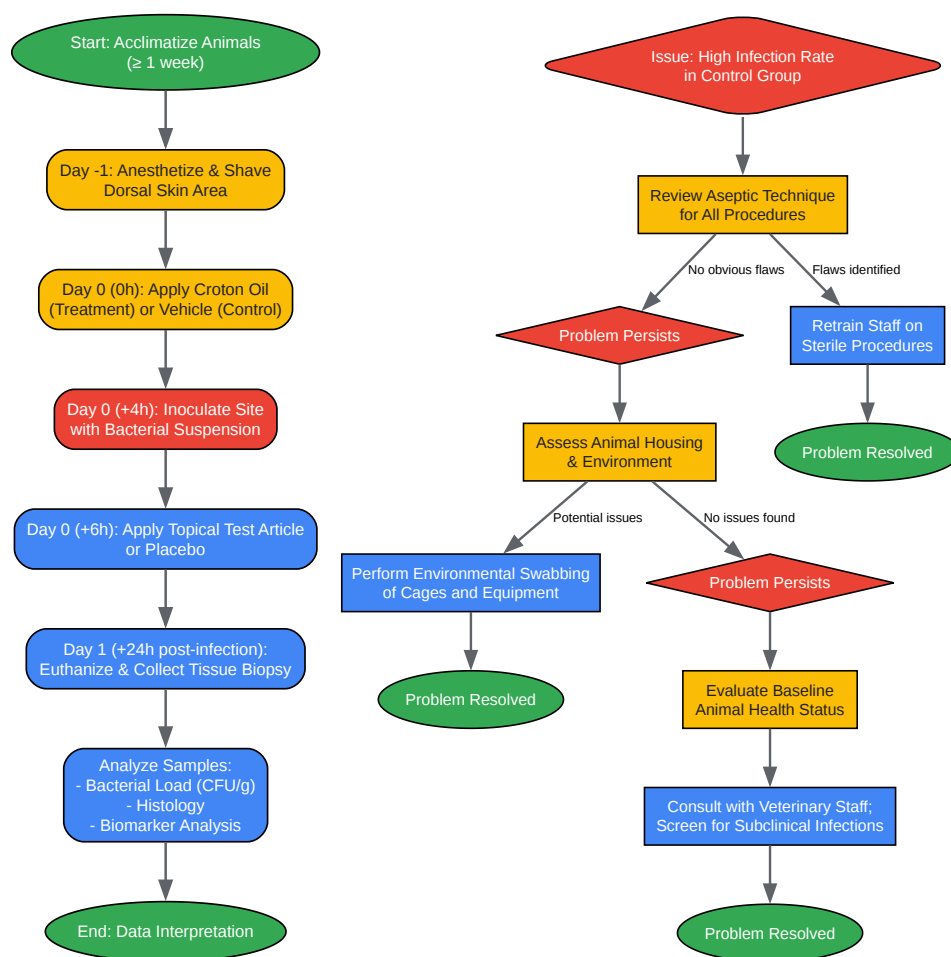 Start: Acclimatize Animals
(≥ 1 week)
Day -1: Anesthetize & Shave
Dorsal Skin Area
Day 0 (0h): Apply Croton Oil
(Treatment) or Vehicle (Control)
Day 0 (+4h): Inoculate Site
with Bacterial Suspension
Day 0 (+6h): Apply Topical Test Article
or Placebo
Day 1 (+24h post-infection):
Euthanize & Collect Tissue Biopsy
Analyze Samples:
- Bacterial Load (CFU/g)
- Histology
- Biomarker Analysis
End: Data Interpretation
Issue: High Infection Rate
in Control Group
Review Aseptic Technique
for All Procedures
No obvious flaws
Flaws identified
Problem Persists
Retrain Staff on
Sterile Procedures
Assess Animal Housing
& Environment
Problem Resolved
Potential issues
No issues found
Perform Environmental Swabbing
of Cages and Equipment
Problem Persists
Problem Resolved
Evaluate Baseline
Animal Health Status
Consult with Veterinary Staff;
Screen for Subclinical Infections
Problem Resolved